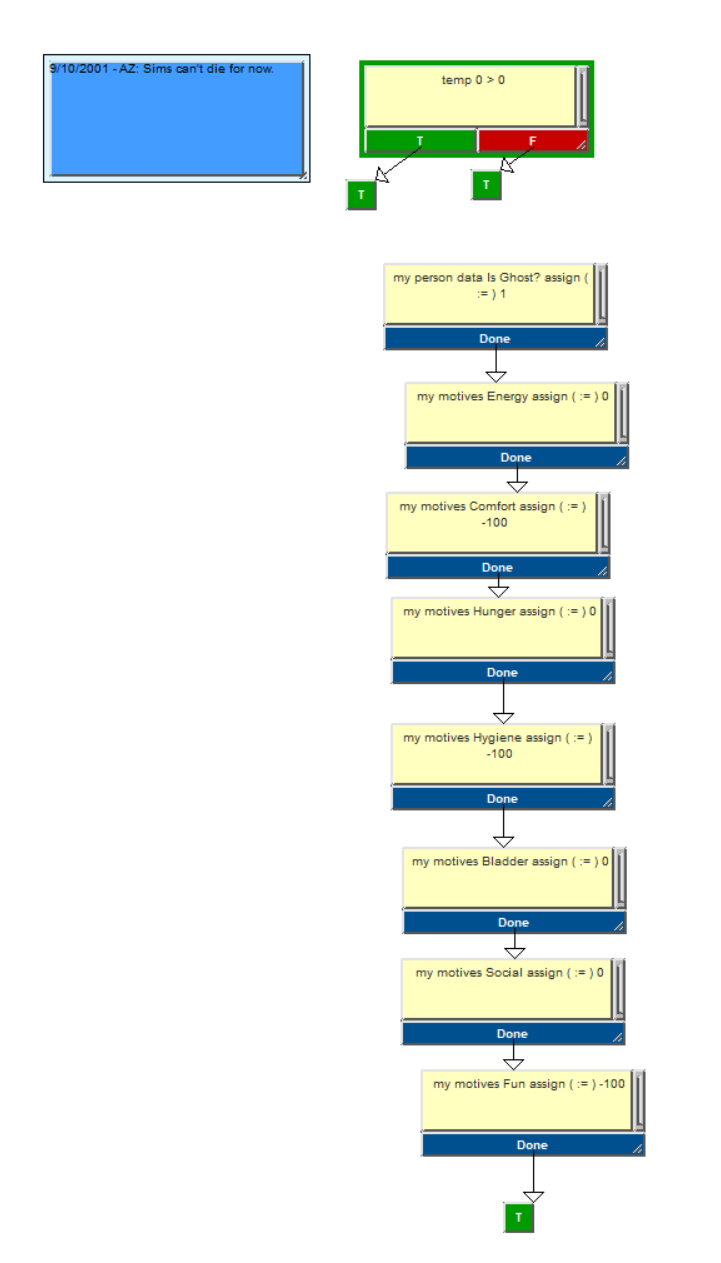 9/10/2001 - AZ: Sims can't die for now.
temp 0 > 0
T
F
T
T
my person data Is Ghost? assign (
:= ) 1
Done
my motives Energy assign ( := ) 0
Done
my motives Comfort assign ( := )
-100
Done
my motives Hunger assign ( := ) 0
Done
my motives Hygiene assign ( := )
-100
Done
my motives Bladder assign ( := ) 0
Done
my motives Social assign ( := ) 0
Done
my motives Fun assign ( := ) -100
Done
T